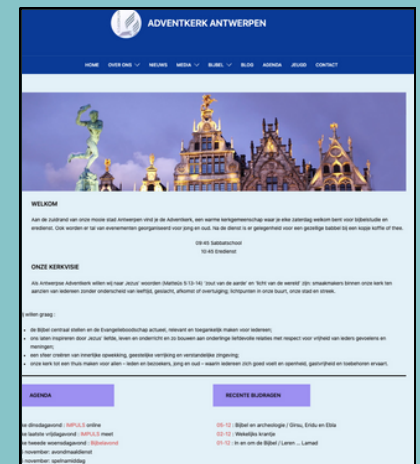 ADVENTKERK ANTWERPEN
HOME OVER ONS NIEUWS MEDIA BIJBEL BLOG AGENDA JEUGD CONTACT
WELKOM
Aan de zuidrand van onze mooie stad Antwerpen vind je de Adventkerk, een warme kerkgemeenschap waar je elke zaterdag welkom bent voor bijbelstudie en
eredienst. Ook worden er tal van evenementen georganiseerd voor jong en oud. Na de dienst is er gelegenheid voor een gezellige babbel bij een kopje koffie of thee.
09:45 Sabbatschool
10:45 Eredienst
ONZE KERKVISIE
Als Antwerpse Adventkerk willen wij naar Jezus' woorden (Matteüs 5:13-14) 'zout van de aarde' en 'licht van de wereld' zijn: smaakmakers binnen onze kerk ten
aanzien van iedereen zonder onderscheid van leeftijd, geslacht, afkomst of overtuiging; lichtpunten in onze buurt, onze stad en streek.
ij willen graag :
de Bijbel centraal stellen en de Evangelieboodschap actueel, relevant en toegankelijk maken voor iedereen;
ons laten inspireren door Jezus' liefde, leven en onderricht en zo bouwen aan onderlinge liefdevolle relaties met respect voor vrijheid van ieders gevoelens en
meningen;
een sfeer creëren van innerlijke opwekking, geestelijke verrijking en verstandelijke zingeving;
onze kerk tot een thuis maken voor allen – leden en bezoekers, jong en oud – waarin iedereen zich goed voelt en openheid, gastvrijheid en toebehoren ervaart.
AGENDA
ke dinsdagavond : IMPULS online
ke laatste vrijdagavond : IMPULS meet
ke tweede woensdagavond : Bijbelavond
november: avondmaaldienst
november: opelnamiddag
RECENTE BIJDRAGEN
05-12 : Bijbel en archeologie / Girsu, Eridu en Ebla
02-12 : Wekelijks krantje
01-12 : In en om de Bijbel / Leren ... Lamad